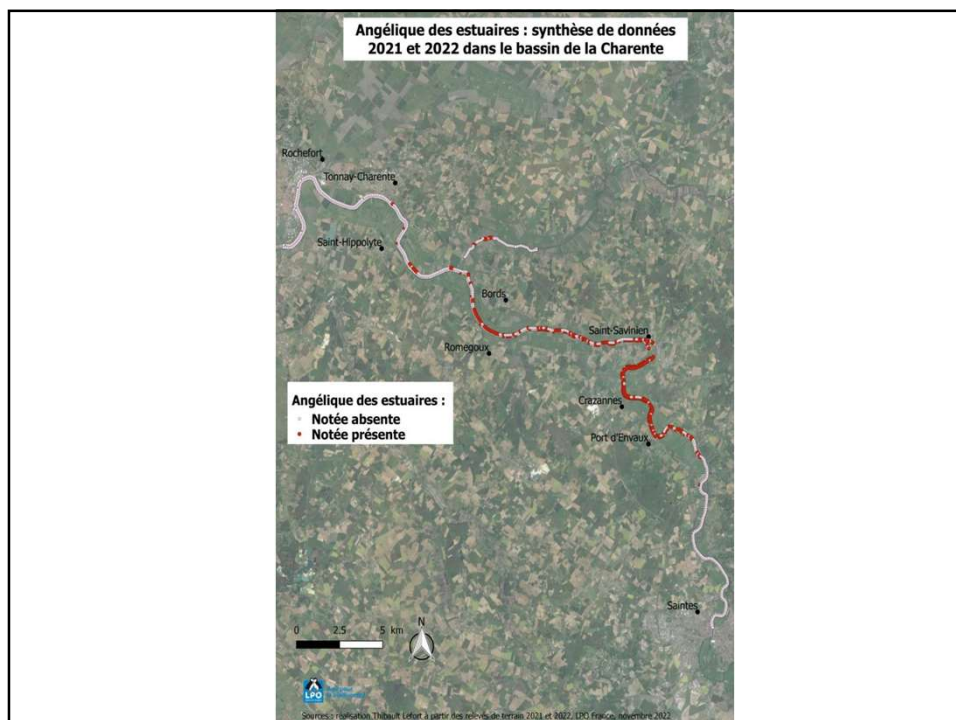 Angélique des estuaires : synthèse de données
2021 et 2022 dans le bassin de la Charente
Rochefort
Tonnay-Charente
Saint-Hippolyte
Bords
Saint-Savinien
Romegoux
Angélique des estuaires :
Notée absente
Notée présente
Crazannes
Port d'Envaux
Saintes
N
0 2.5 5 km
LPO
Sources : réalisation Thibault Lefort à partir des relevés de terrain 2021 et 2022, LPO France, novembre 2022